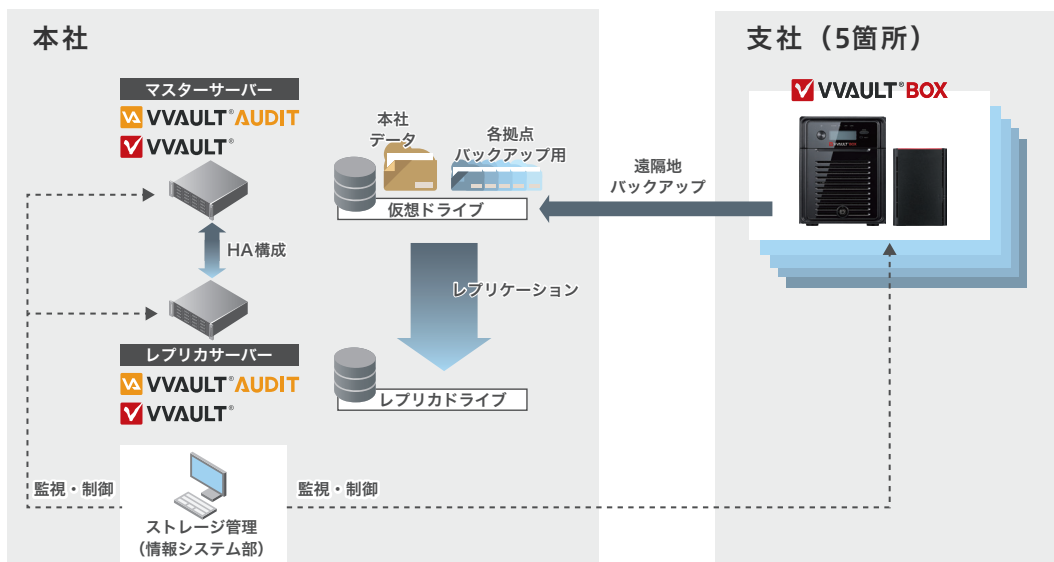 本社
マスターサーバー
VVAULT® AUDIT
VVAULT®
HA構成
レプリカサーバー
VVAULT® AUDIT
VVAULT®
本社
データ
各拠点
バックアップ用
仮想ドライブ
レプリケーション
レプリカドライブ
遠隔地
バックアップ
支社（5箇所）
VVAULT® BOX
監視・制御
ストレージ管理
（情報システム部）
監視・制御